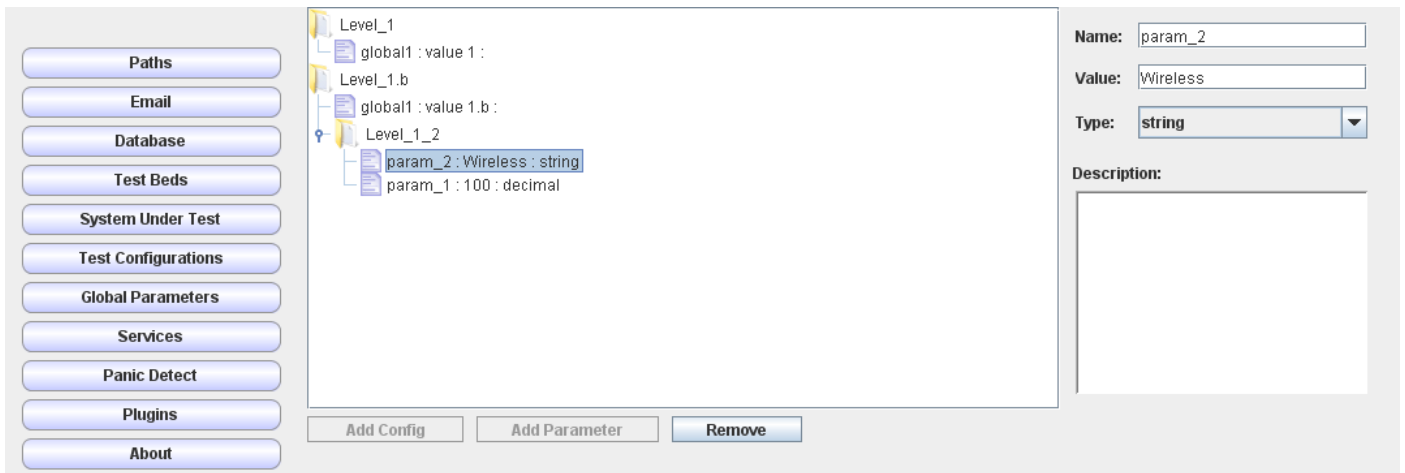 Paths
Email
Database
Test Beds
System Under Test
Test Configurations
Global Parameters
Services
Panic Detect
Plugins
About
Level_1
global1 : value 1 :
Level_1.b
global1 : value 1.b :
Level_1_2
param_2 : Wireless : string
param_1 : 100 : decimal
Add Config Add Parameter Remove
Name: param_2
Value: Wireless
Type: string
Description: